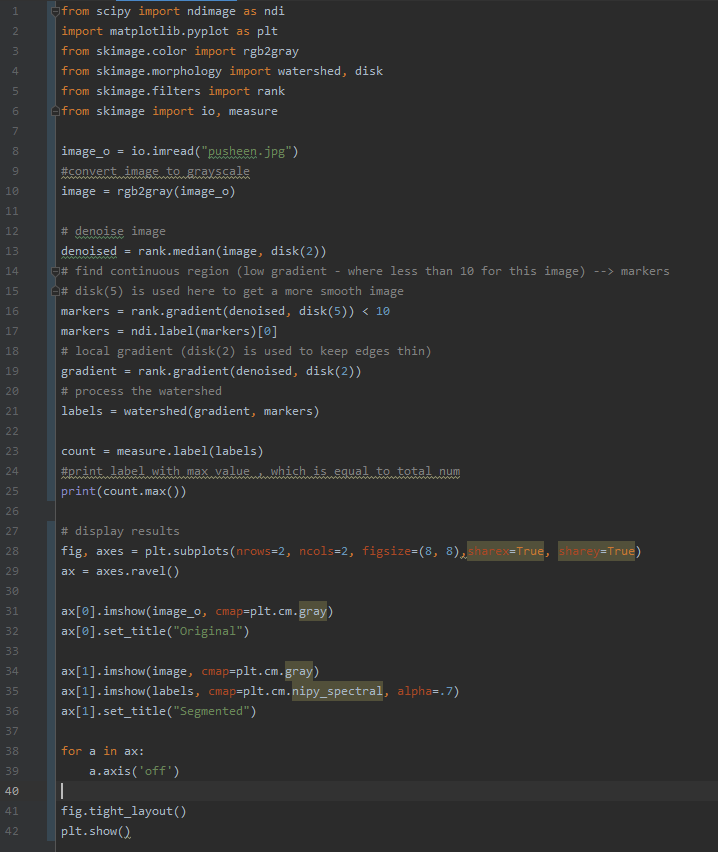 1 from scipy import ndimage as ndi
2 import matplotlib.pyplot as plt
3 from skimage.color import rgb2gray
4 from skimage.morphology import watershed, disk
5 from skimage.filters import rank
6 from skimage import io, measure
7
8 image_o = io.imread("pusheen.jpg")
9 #convert image to grayscale
10 image = rgb2gray(image_o)
11
12 # denoise image
13 denoised = rank.median(image, disk(2))
14 # find continuous region (low gradient - where less than 10 for this image) --> markers
15 # disk(5) is used here to get a more smooth image
16 markers = rank.gradient(denoised, disk(5)) < 10
17 markers = ndi.label(markers)[0]
18 # local gradient (disk(2) is used to keep edges thin)
19 gradient = rank.gradient(denoised, disk(2))
20 # process the watershed
21 labels = watershed(gradient, markers)
22
23 count = measure.label(labels)
24 #print label with max value , which is equal to total num
25 print(count.max())
26
27 # display results
28 fig, axes = plt.subplots(nrows=2, ncols=2, figsize=(8, 8),sharex=True, sharey=True)
29 ax = axes.ravel()
30
31 ax[0].imshow(image_o, cmap=plt.cm.gray)
32 ax[0].set_title("Original")
33
34 ax[1].imshow(image, cmap=plt.cm.gray)
35 ax[1].imshow(labels, cmap=plt.cm.nipy_spectral, alpha=.7)
36 ax[1].set_title("Segmented")
37
38 for a in ax:
39     a.axis('off')
40
41 fig.tight_layout()
42 plt.show()